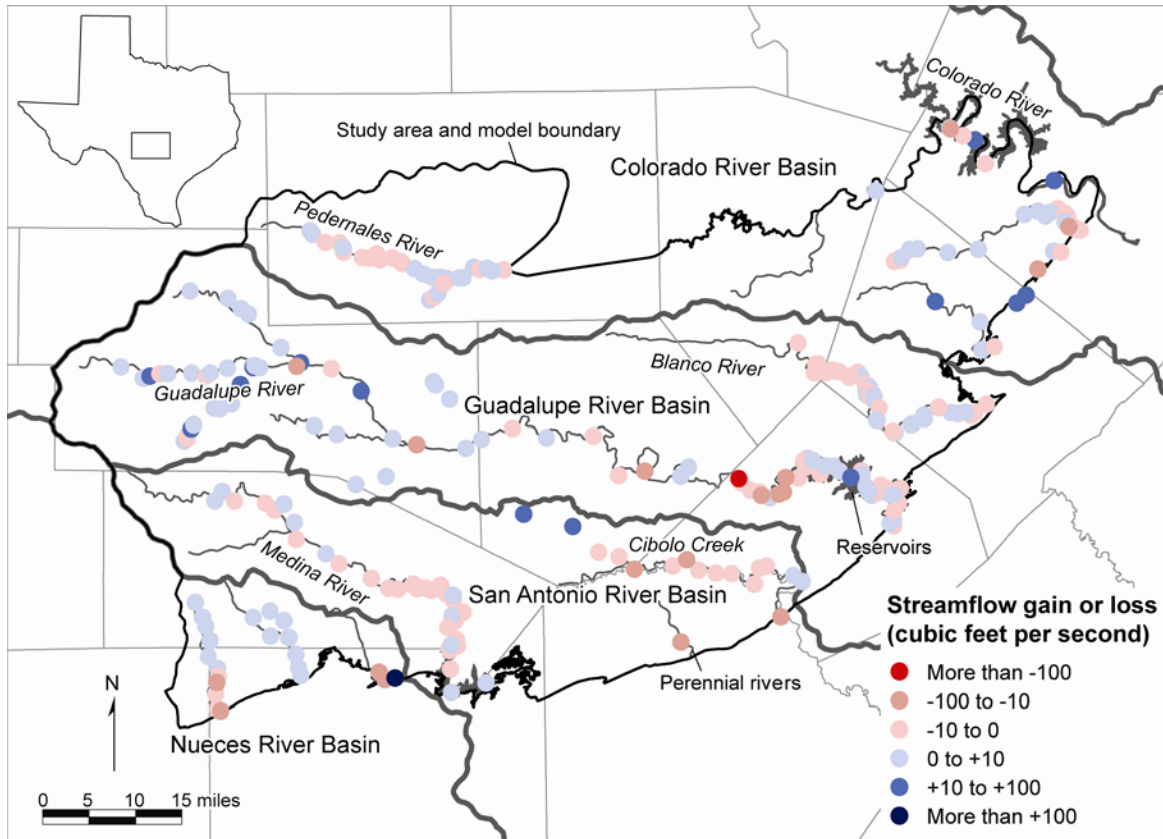 Colorado River
Study area and model boundary
Colorado River Basin
Pedernales River
Blanco River
Guadalupe River
Guadalupe River Basin
Cibolo Creek
Reservoirs
Medina River
San Antonio River Basin
Perennial rivers
Nueces River Basin
N
0 5 10 15 miles
Streamflow gain or loss
(cubic feet per second)
More than -100
-100 to -10
-10 to 0
0 to +10
+10 to +100
More than +100